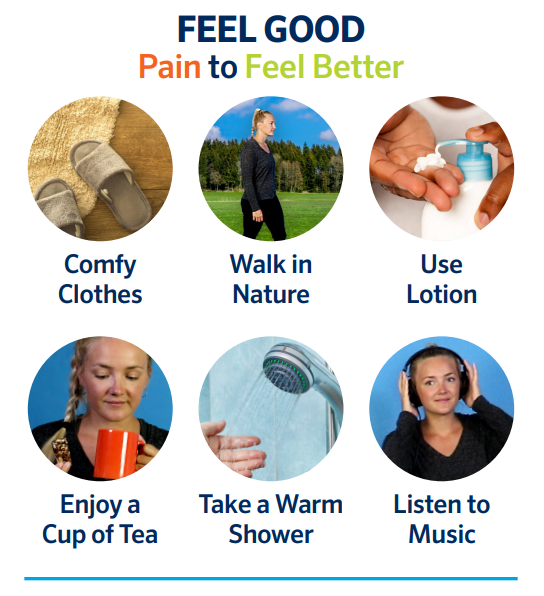 FEEL GOOD
Pain to Feel Better
Comfy
Clothes
Walk in
Nature
Use
Lotion
Enjoy a
Cup of Tea
Take a Warm
Shower
Listen to
Music